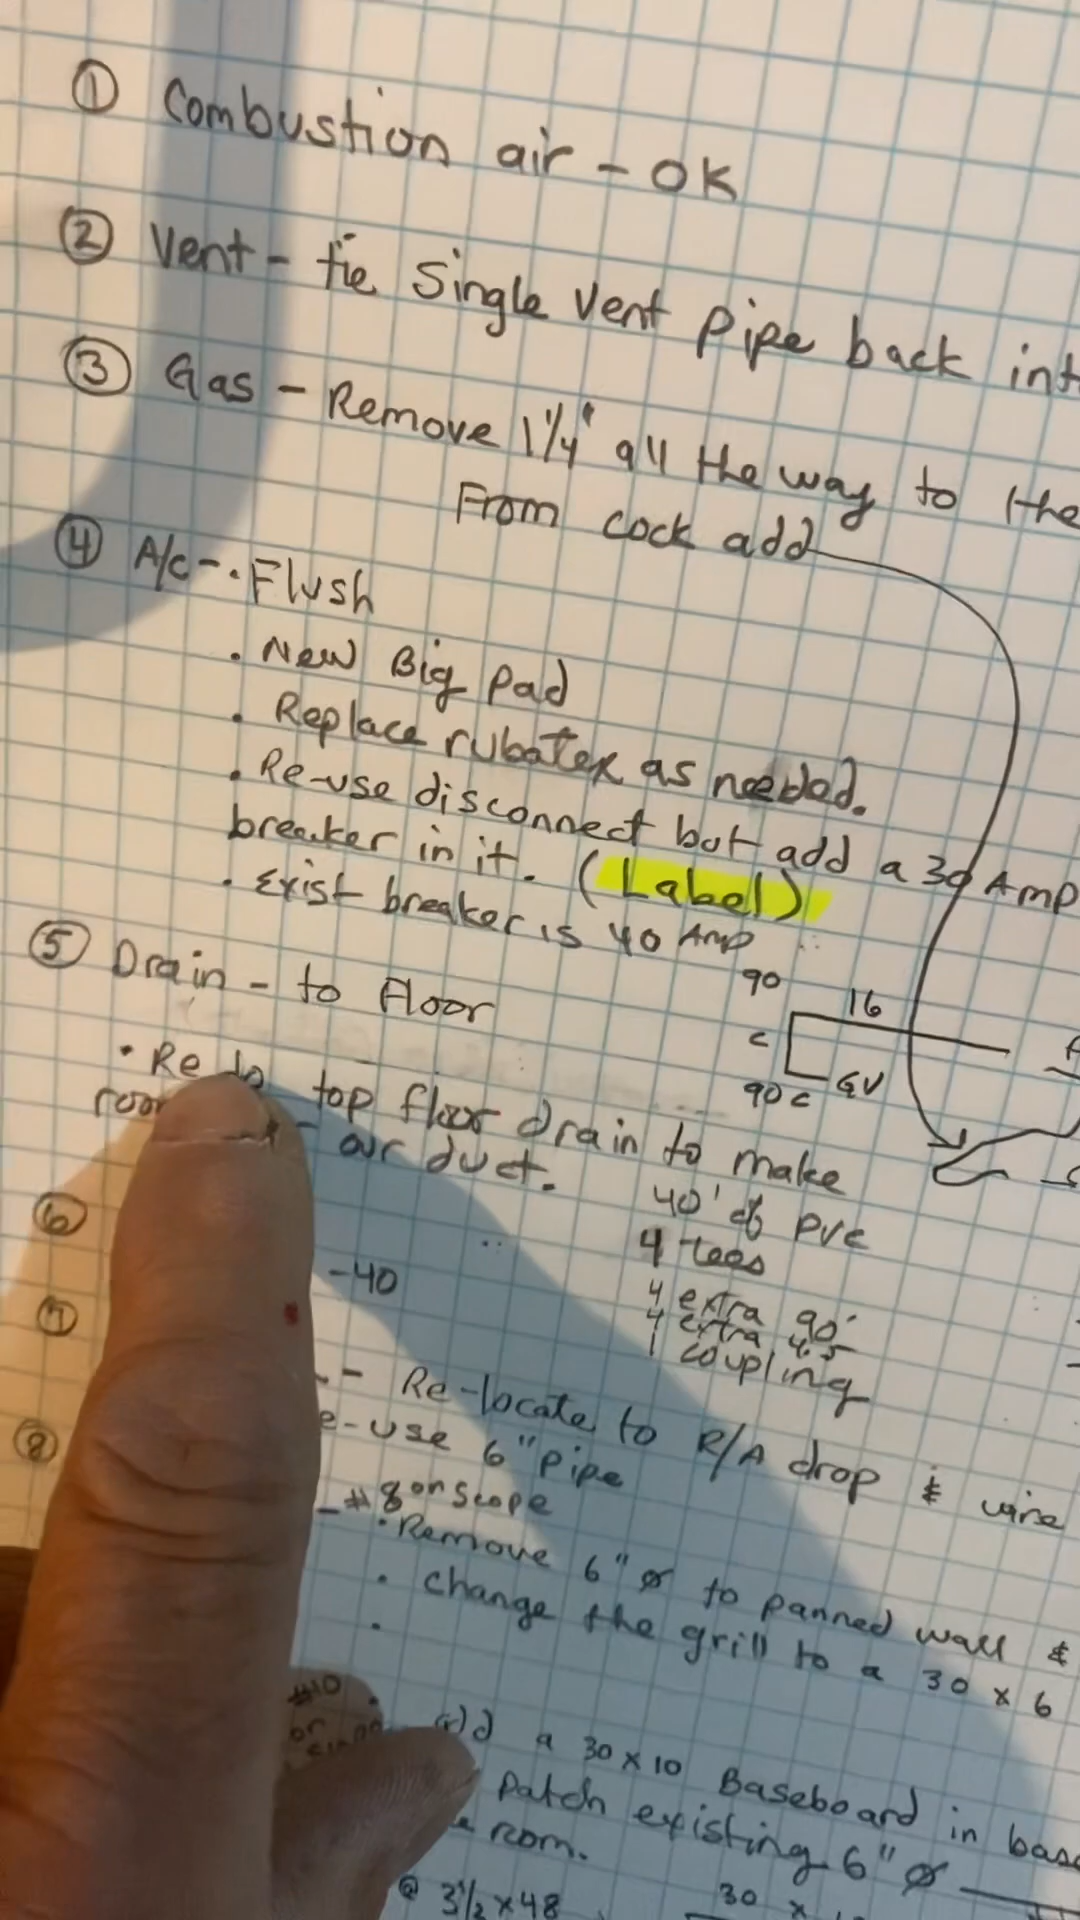 ① Combustion air - OK
② Vent - tie single vent pipe back int
③ Gas - Remove 1¼" all the way to the
From cock add
④ A/c - • Flush
• New Big Pad
• Replace rubatex as needed.
• Re-use disconnect but add a 30 Amp
breaker in it. (Label)
• Exist breaker is 40 Amp
⑤ Drain - to Floor
90 16
c
90 c GV
• Re do top floor drain to make
our duct.
40' of PVC
4 tees
⑥
-40
4 extra 90°
4 extra 45
1 coupling
⑦
- Re-locate to R/A drop & wire
e-use 6" pipe
⑧
- #8 on scope
• Remove 6" ø to panned wall &
• change the grill to a 30 x 6
•
#10
or
a 30x10 Baseboard in base
Patch existing 6" ø
room.
@ 3½ x 48
30 x